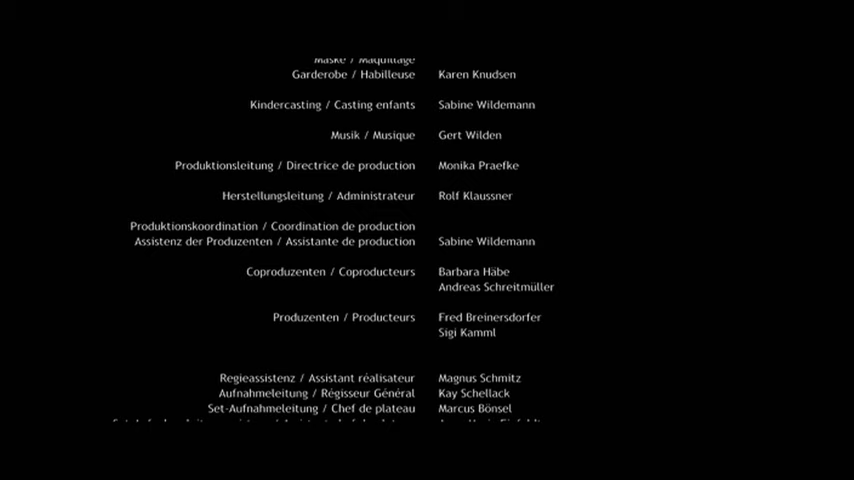 Maske / Maquillage
Garderobe / Habilleuse Karen Knudsen
Kindercasting / Casting enfants Sabine Wildemann
Musik / Musique Gert Wilden
Produktionsleitung / Directrice de production Monika Praefke
Herstellungsleitung / Administrateur Rolf Klaussner
Produktionskoordination / Coordination de production
Assistenz der Produzenten / Assistante de production Sabine Wildemann
Coproduzenten / Coproducteurs Barbara Häbe
Andreas Schreitmüller
Produzenten / Producteurs Fred Breinersdorfer
Sigi Kamml
Regieassistenz / Assistant réalisateur Magnus Schmitz
Aufnahmeleitung / Régisseur Général Kay Schellack
Set-Aufnahmeleitung / Chef de plateau Marcus Bönsel